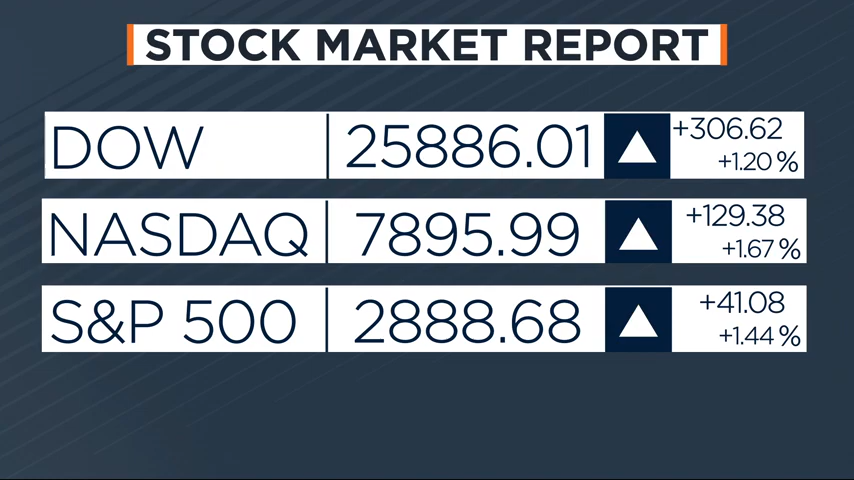 STOCK MARKET REPORT
DOW 25886.01 ▲ +306.62
+1.20 %
NASDAQ 7895.99 ▲ +129.38
+1.67 %
S&P 500 2888.68 ▲ +41.08
+1.44 %